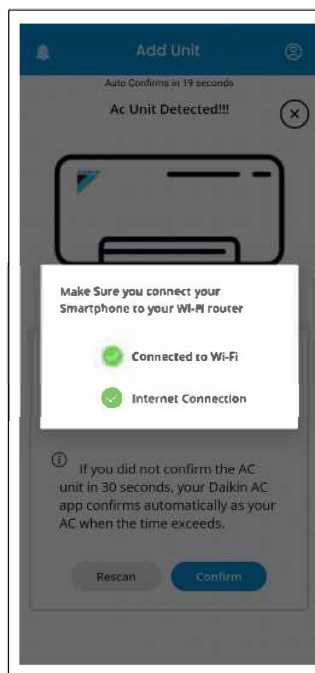 Add Unit
Auto Confirms in 19 seconds
Ac Unit Detected!!!
Make Sure you connect your
Smartphone to your Wi-Fi router
Connected to Wi-Fi
Internet Connection
If you did not confirm the AC
unit in 30 seconds, your Daikin AC
app confirms automatically as your
AC when the time exceeds.
Rescan
Confirm